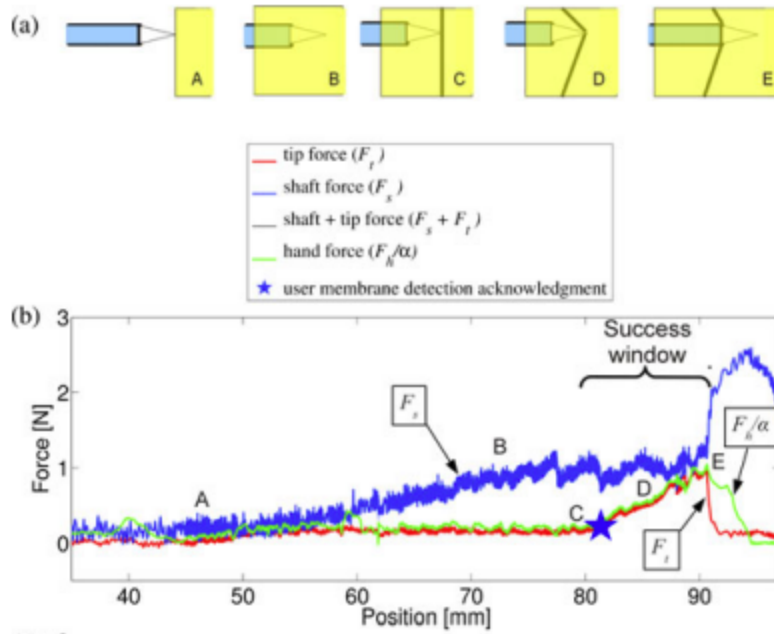 (a)
A B C D E
tip force (F_t)
shaft force (F_s)
shaft + tip force (F_s + F_t)
hand force (F_h/α)
user membrane detection acknowledgment
(b)
3
2
1
0
Force [N]
Success
window
F_s
B
F_h/α
A
E
D
C
F_t
40 50 60 70 80 90
Position [mm]